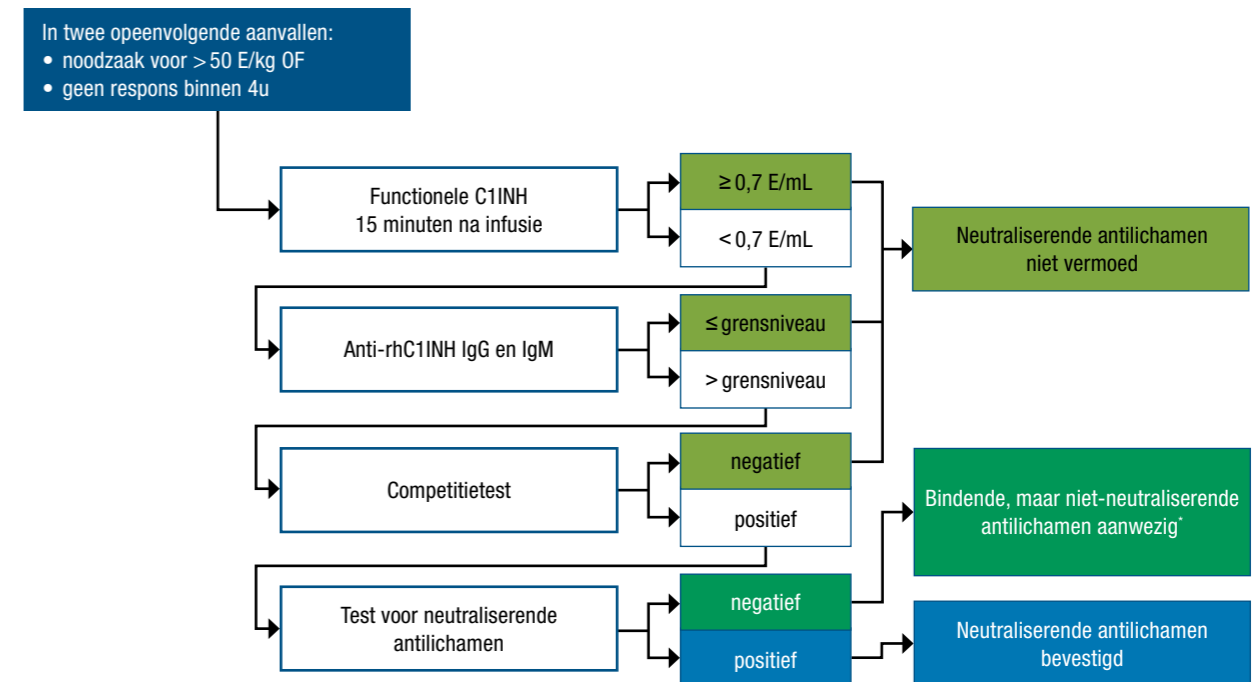 In twee opeenvolgende aanvallen:
• noodzaak voor > 50 E/kg OF
• geen respons binnen 4u
Functionele C1INH
15 minuten na infusie
≥ 0,7 E/mL
< 0,7 E/mL
Neutraliserende antilichamen
niet vermoed
Anti-rhC1INH IgG en IgM
≤ grensniveau
> grensniveau
Competitietest
negatief
positief
Bindende, maar niet-neutraliserende
antilichamen aanwezig*
Test voor neutraliserende
antilichamen
negatief
positief
Neutraliserende antilichamen
bevestigd